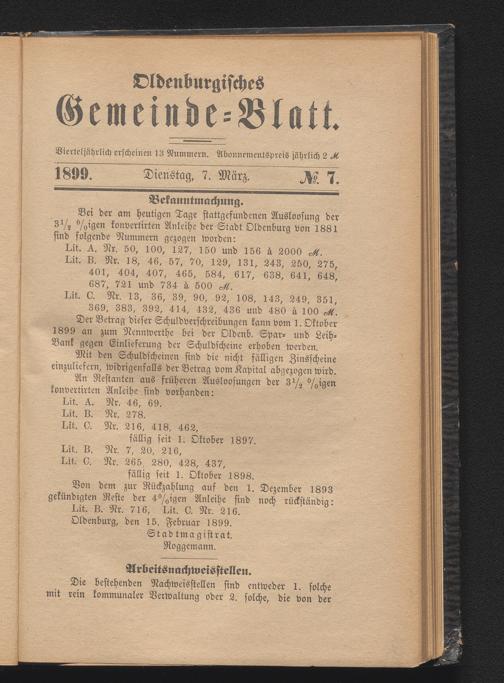 Oldenburgisches
Gemeinde-Blatt.
Vierteljährlich erscheinen 13 Nummern. Abonnementspreis jährlich 2 ℳ
1899. Dienstag, 7. März. № 7.
Bekanntmachung.
Bei der am heutigen Tage stattgefundenen Ausloosung der
3½ %igen konvertirten Anleihe der Stadt Oldenburg von 1881
sind folgende Nummern gezogen worden:
Lit. A. Nr. 50, 100, 127, 150 und 156 à 2000 ℳ.
Lit. B. Nr. 18, 46, 57, 70, 129, 131, 243, 250, 275,
401, 404, 407, 465, 584, 617, 638, 641, 648,
687, 721 und 734 à 500 ℳ.
Lit. C. Nr. 13, 36, 39, 90, 92, 108, 143, 249, 351,
369, 383, 392, 414, 432, 436 und 480 à 100 ℳ.
Der Betrag dieser Schuldverschreibungen kann vom 1. Oktober
1899 an zum Nennwerthe bei der Oldenb. Spar- und Leih-
Bank gegen Einlieferung der Schuldscheine erhoben werden.
Mit den Schuldscheinen sind die nicht fälligen Zinsscheine
einzuliefern, widrigenfalls der Betrag vom Kapital abgezogen wird.
An Restanten aus früheren Ausloosungen der 3½ %igen
konvertirten Anleihe sind vorhanden:
Lit. A. Nr. 46, 69.
Lit. B. Nr. 278.
Lit. C. Nr. 216, 418, 462,
fällig seit 1. Oktober 1897.
Lit. B. Nr. 7, 20, 216,
Lit. C. Nr. 265, 280, 428, 437,
fällig seit 1. Oktober 1898.
Von dem zur Rückzahlung auf den 1. Dezember 1893
gekündigten Reste der 4%igen Anleihe sind noch rückständig:
Lit. B. Nr. 716, Lit. C. Nr. 216.
Oldenburg, den 15. Februar 1899.
Stadtmagistrat.
Roggemann.
Arbeitsnachweisstellen.
Die bestehenden Nachweisstellen sind entweder 1. solche
mit rein kommunaler Verwaltung oder 2. solche, die von der